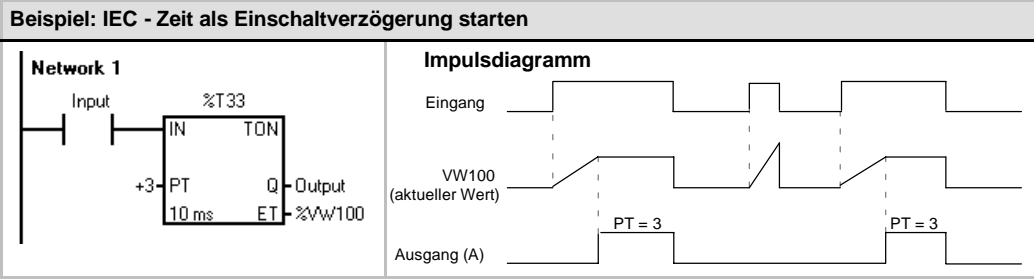 Beispiel: IEC - Zeit als Einschaltverzögerung starten
Network 1
Input
%T33
IN TON
+3 PT Q Output
10 ms ET %VW100
Impulsdiagramm
Eingang
VW100
(aktueller Wert)
PT = 3 PT = 3
Ausgang (A)